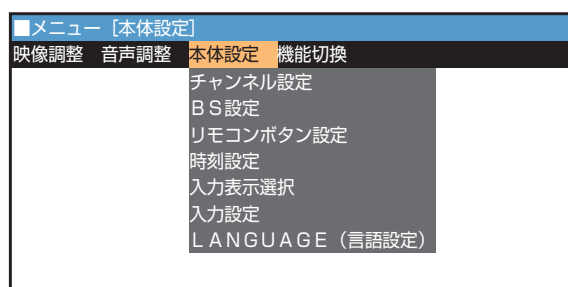 ■メニュー [本体設定]
映像調整 音声調整 本体設定 機能切換
チャンネル設定
ＢＳ設定
リモコンボタン設定
時刻設定
入力表示選択
入力設定
ＬＡＮＧＵＡＧＥ（言語設定）